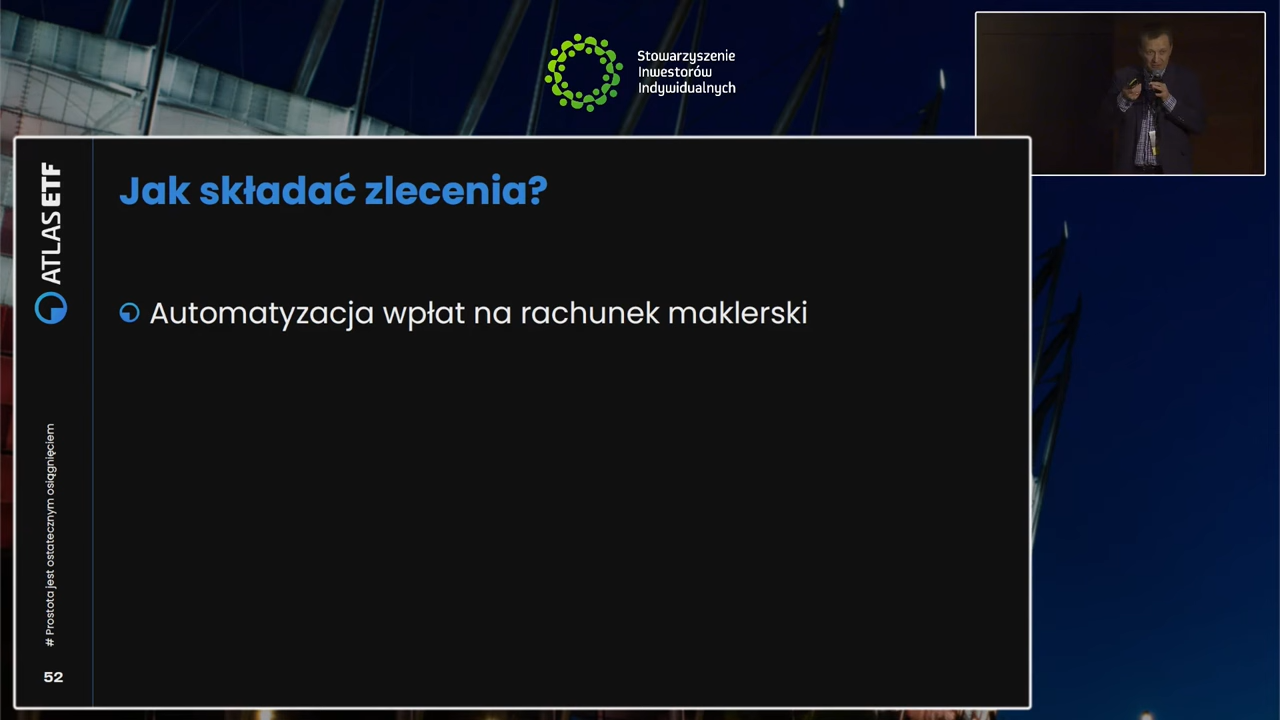 Stowarzyszenie
Inwestorów
Indywidualnych
ATLAS ETF
Jak składać zlecenia?
Automatyzacja wpłat na rachunek maklerski
# Prostota jest ostatecznym osiągnięciem
52